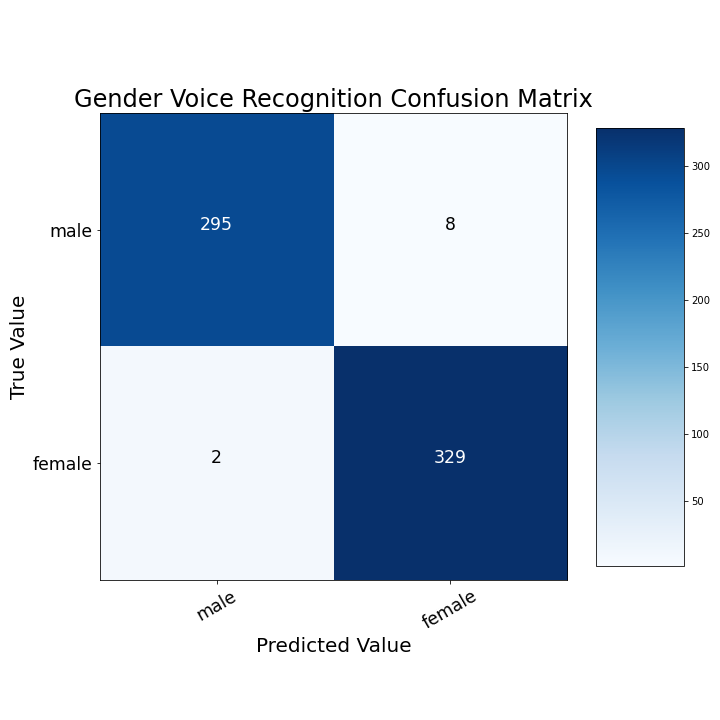 Gender Voice Recognition Confusion Matrix
male
295
8
female
2
329
True Value
male
female
Predicted Value
300
250
200
150
100
50